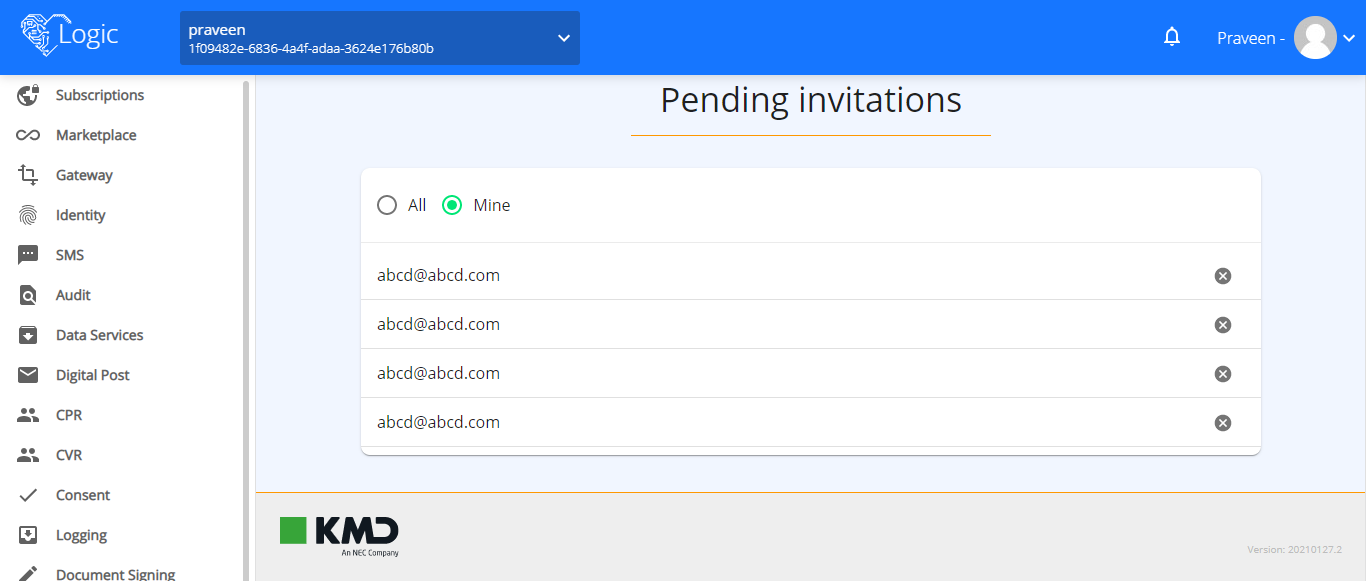 Logic
praveen
1f09482e-6836-4a4f-adaa-3624e176b80b
Praveen -
Subscriptions
Marketplace
Gateway
Identity
SMS
Audit
Data Services
Digital Post
CPR
CVR
Consent
Logging
Document Signing
Pending invitations
All
Mine
abcd@abcd.com
abcd@abcd.com
abcd@abcd.com
abcd@abcd.com
KMD
An NEC Company
Version: 20210127.2